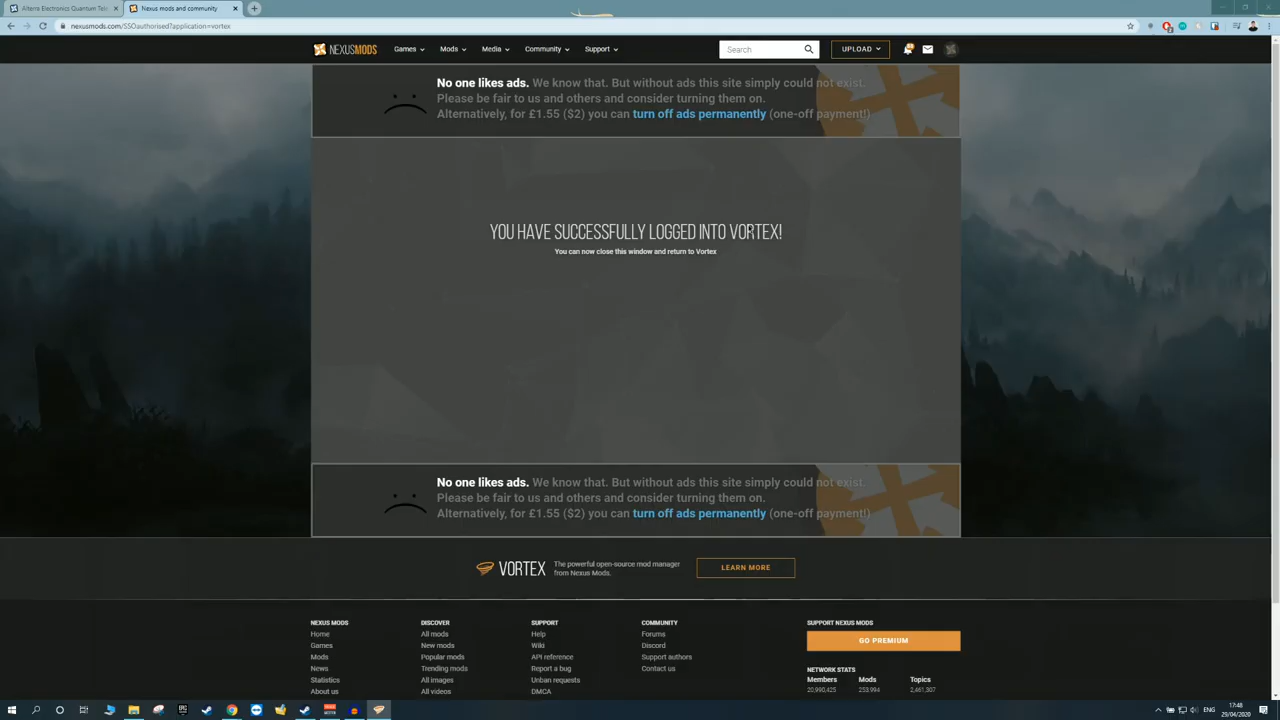 Alterra Electronics Quantum Tele
Nexus mods and community
nexusmods.com/SSOauthorised?application=vortex
NEXUSMODS Games Mods Media Community Support Search UPLOAD
No one likes ads. We know that. But without ads this site simply could not exist.
Please be fair to us and others and consider turning them on.
Alternatively, for £1.55 ($2) you can turn off ads permanently (one-off payment!)
YOU HAVE SUCCESSFULLY LOGGED INTO VORTEX!
You can now close this window and return to Vortex
No one likes ads. We know that. But without ads this site simply could not exist.
Please be fair to us and others and consider turning them on.
Alternatively, for £1.55 ($2) you can turn off ads permanently (one-off payment!)
VORTEX
The powerful open-source mod manager
from Nexus Mods.
LEARN MORE
NEXUS MODS
Home
Games
Mods
News
Statistics
About us
DISCOVER
All mods
New mods
Popular mods
Trending mods
All images
All videos
SUPPORT
Help
Wiki
API reference
Report a bug
Unban requests
DMCA
COMMUNITY
Forums
Discord
Support authors
Contact us
SUPPORT NEXUS MODS
GO PREMIUM
NETWORK STATS
Members Mods Topics
20,990,425 253,994 2,461,307
ENG
17:48
29/04/2020